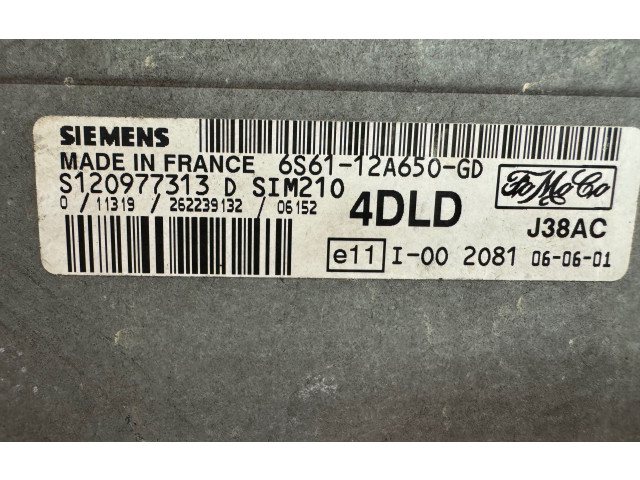 SIEMENS
MADE IN FRANCE 6S61-12A650-GD
S120977313 D SIM210
0 / 11319 / 262239132 / 06152
4DLD
FoMoCo
J38AC
e11 I-00 2081 06-06-01